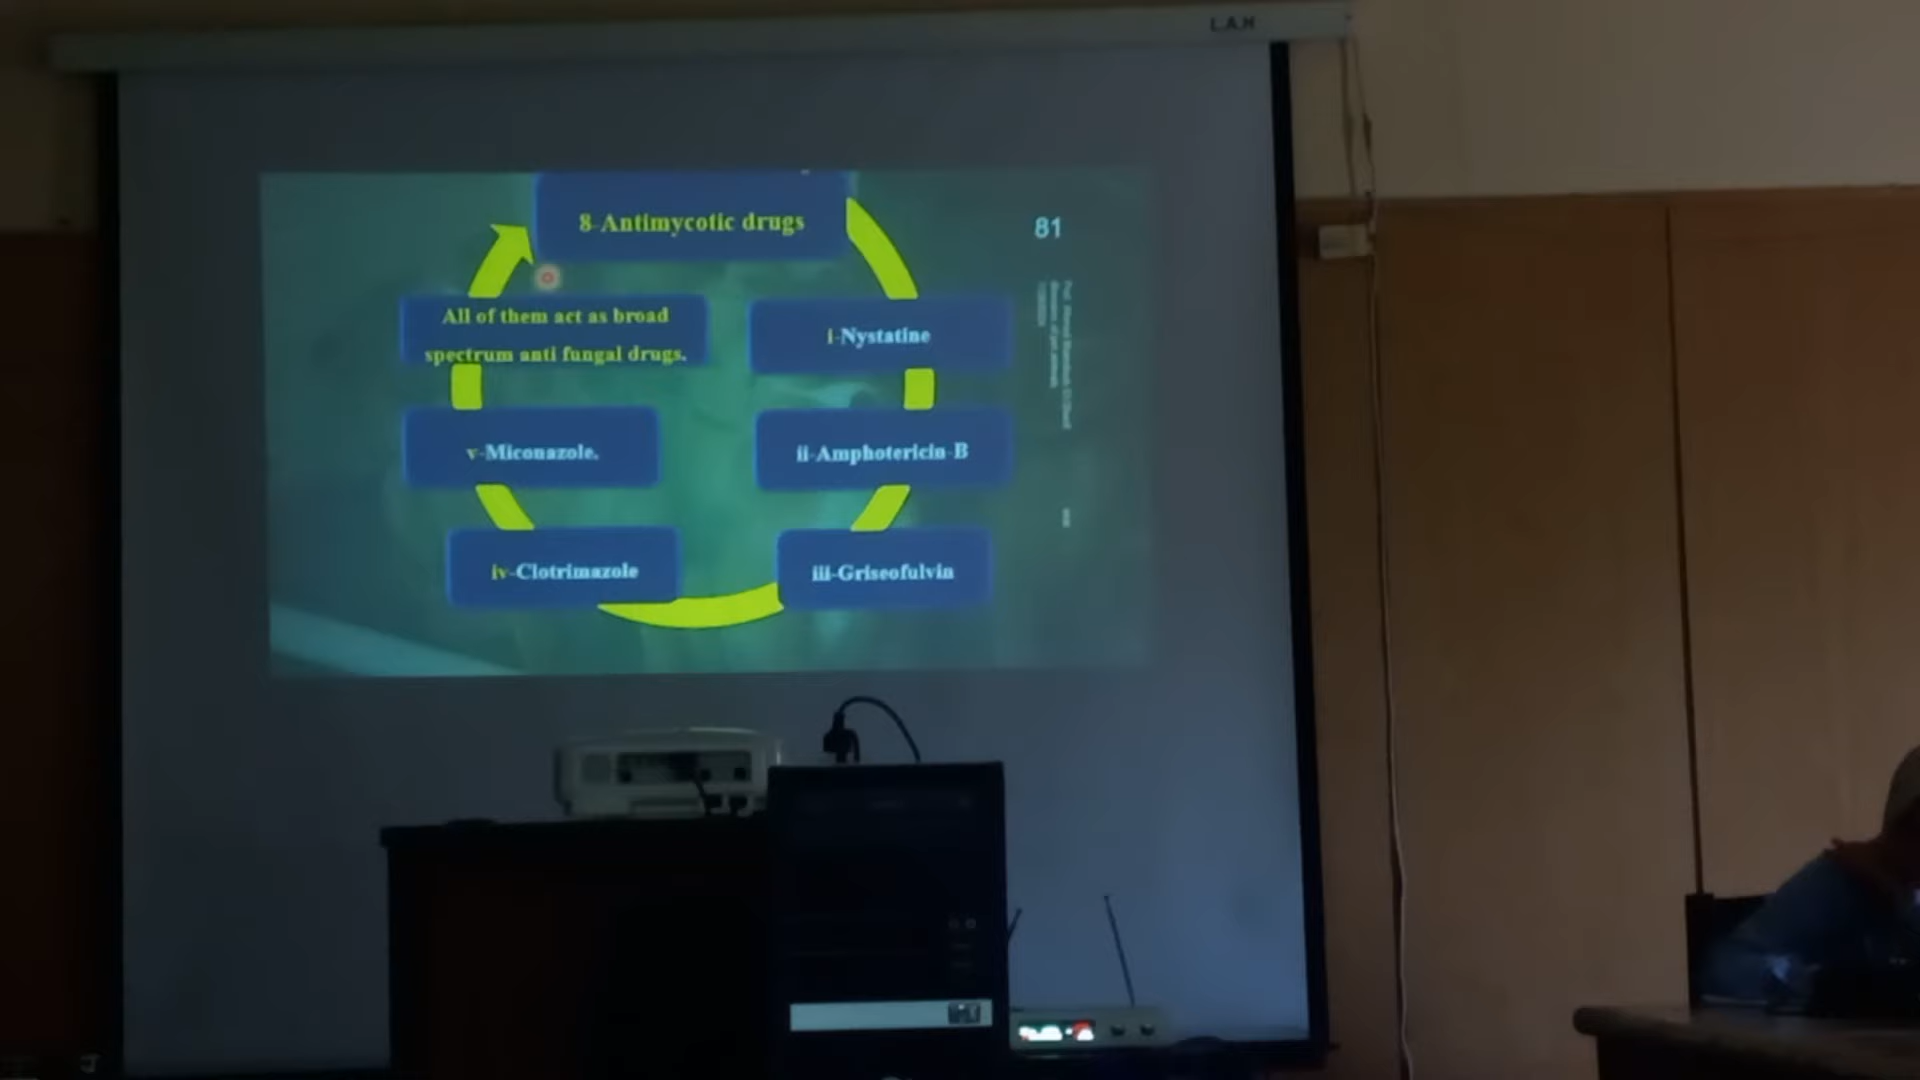 L.A.H
8-Antimycotic drugs
81
All of them act as broad
spectrum anti fungal drugs.
i-Nystatine
v-Miconazole.
ii-Amphotericin-B
iv-Clotrimazole
iii-Griseofulvin